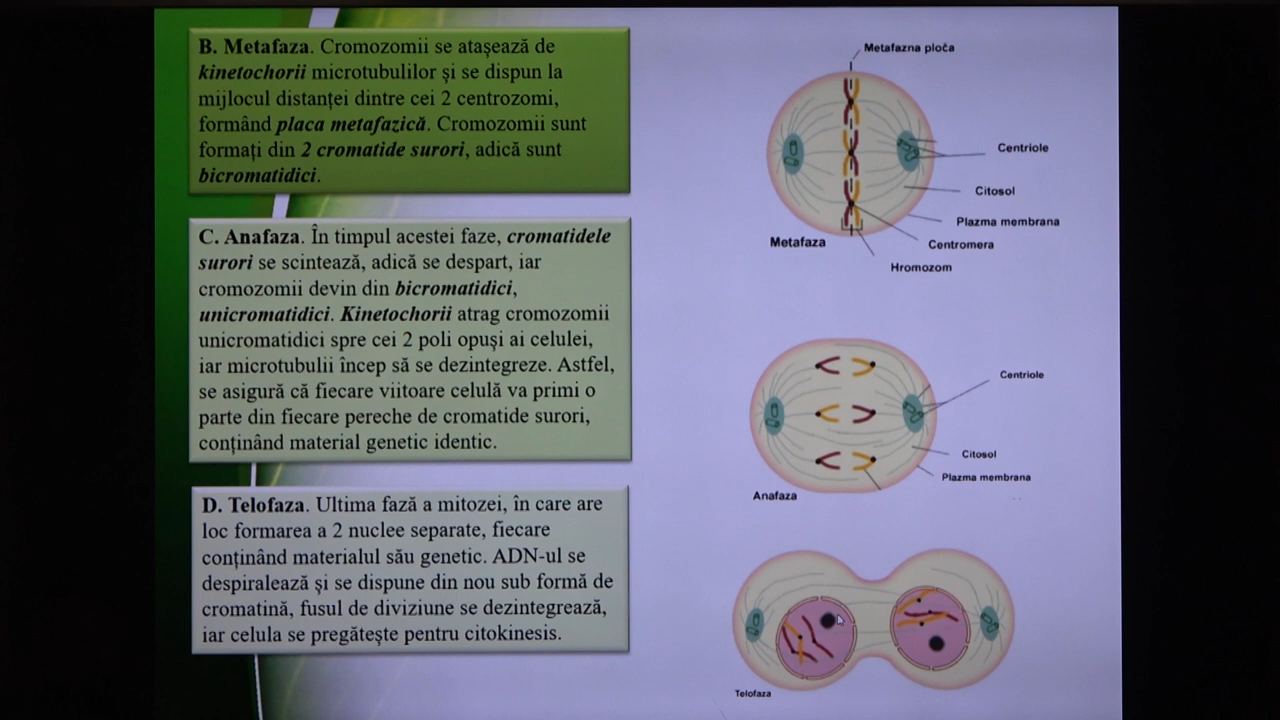 B. Metafaza. Cromozomii se atașează de
kinetochorii microtubulilor și se dispun la
mijlocul distanței dintre cei 2 centrozomi,
formând placa metafazică. Cromozomii sunt
formați din 2 cromatide surori, adică sunt
bicromatidici.
C. Anafaza. În timpul acestei faze, cromatidele
surori se scintează, adică se despart, iar
cromozomii devin din bicromatidici,
unicromatidici. Kinetochorii atrag cromozomii
unicromatidici spre cei 2 poli opuși ai celulei,
iar microtubulii încep să se dezintegreze. Astfel,
se asigură că fiecare viitoare celulă va primi o
parte din fiecare pereche de cromatide surori,
conținând material genetic identic.
D. Telofaza. Ultima fază a mitozei, în care are
loc formarea a 2 nuclee separate, fiecare
conținând materialul său genetic. ADN-ul se
despiralează și se dispune din nou sub formă de
cromatină, fusul de diviziune se dezintegrează,
iar celula se pregătește pentru citokinesis.
Metafazna ploča
Centriole
Citosol
Plazma membrana
Centromera
Metafaza
Hromozom
Centriole
Citosol
Plazma membrana
Anafaza
Telofaza